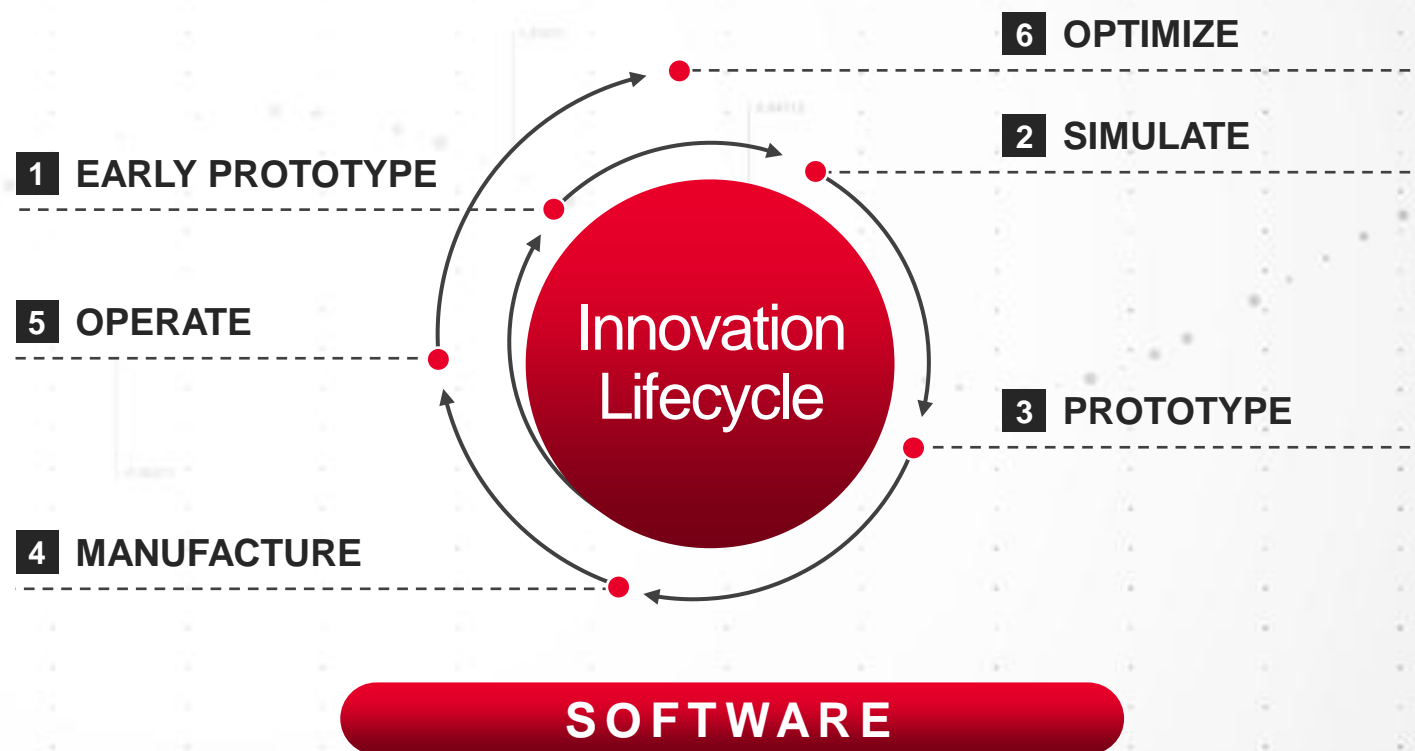 6 OPTIMIZE
2 SIMULATE
1 EARLY PROTOTYPE
5 OPERATE
Innovation
Lifecycle
3 PROTOTYPE
4 MANUFACTURE
SOFTWARE